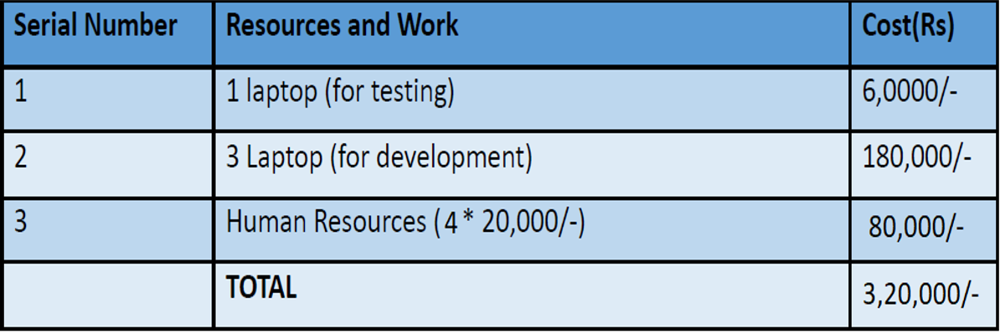 Serial Number Resources and Work Cost(Rs)
1 1 laptop (for testing) 6,0000/-
2 3 Laptop (for development) 180,000/-
3 Human Resources (4 * 20,000/-) 80,000/-
TOTAL 3,20,000/-